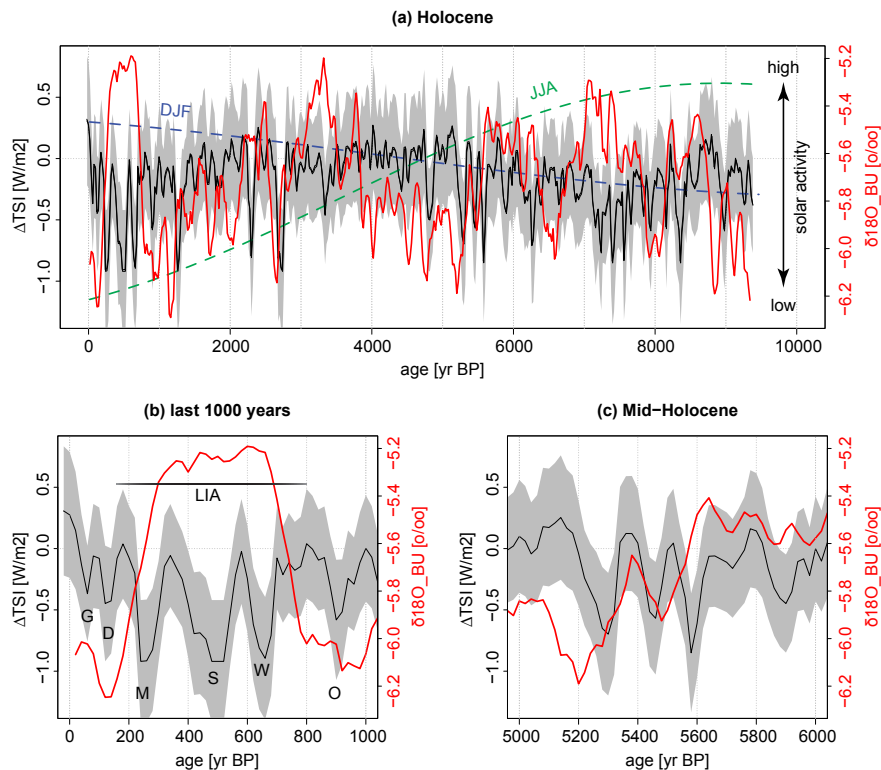 (a) Holocene
0.5
0.0
−0.5
−1.0
ΔTSI [W/m2]
DJF
JJA
high
solar activity
low
−5.2
−5.4
−5.6
−5.8
−6.0
−6.2
δ18O_BU [o/oo]
0 2000 4000 6000 8000 10000
age [yr BP]
(b) last 1000 years
0.5
0.0
−0.5
−1.0
ΔTSI [W/m2]
LIA
G
D
M
S
W
O
−5.2
−5.4
−5.6
−5.8
−6.0
−6.2
δ18O_BU [o/oo]
0 200 400 600 800 1000
age [yr BP]
(c) Mid−Holocene
0.5
0.0
−0.5
−1.0
ΔTSI [W/m2]
−5.2
−5.4
−5.6
−5.8
−6.0
−6.2
δ18O_BU [o/oo]
5000 5200 5400 5600 5800 6000
age [yr BP]